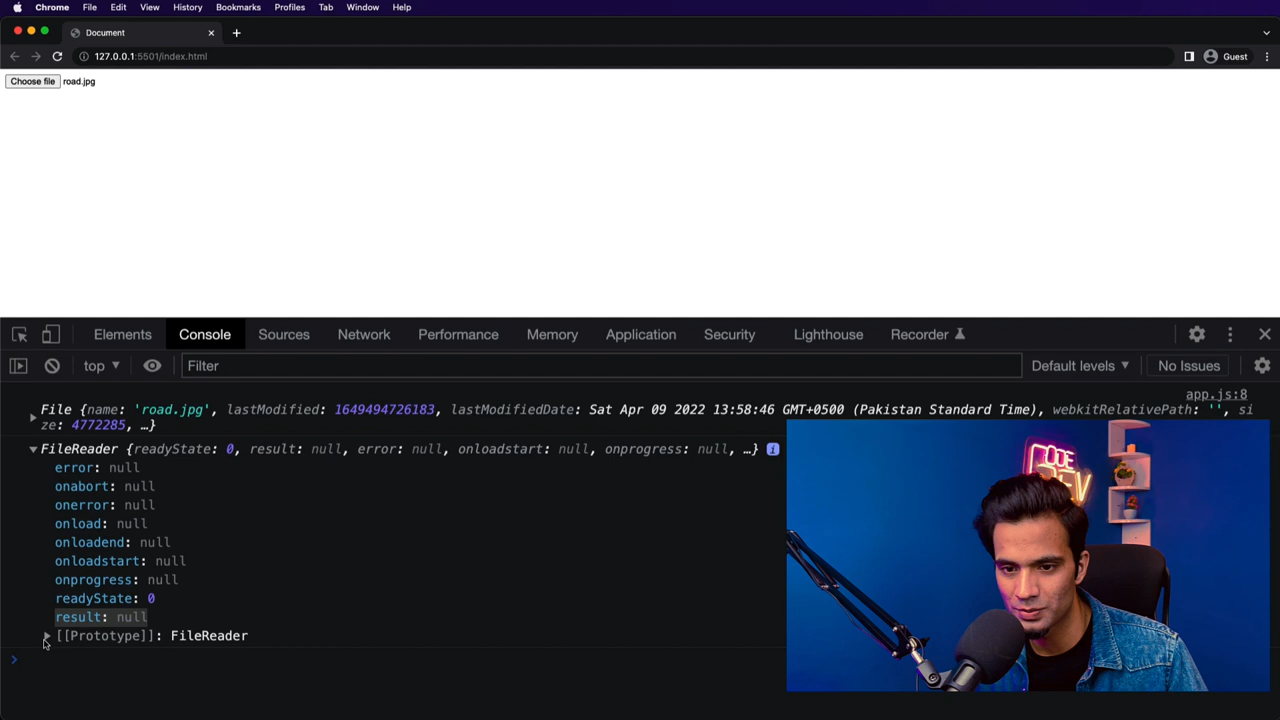 Chrome File Edit View History Bookmarks Profiles Tab Window Help
Document
127.0.0.1:5501/index.html Guest
Choose file road.jpg
Elements Console Sources Network Performance Memory Application Security Lighthouse Recorder
top Filter Default levels No Issues
app.js:8
File {name: 'road.jpg', lastModified: 1649494726183, lastModifiedDate: Sat Apr 09 2022 13:58:46 GMT+0500 (Pakistan Standard Time), webkitRelativePath: '', si
ze: 4772285, …}
FileReader {readyState: 0, result: null, error: null, onloadstart: null, onprogress: null, …} i
error: null
onabort: null
onerror: null
onload: null
onloadend: null
onloadstart: null
onprogress: null
readyState: 0
result: null
[[Prototype]]: FileReader